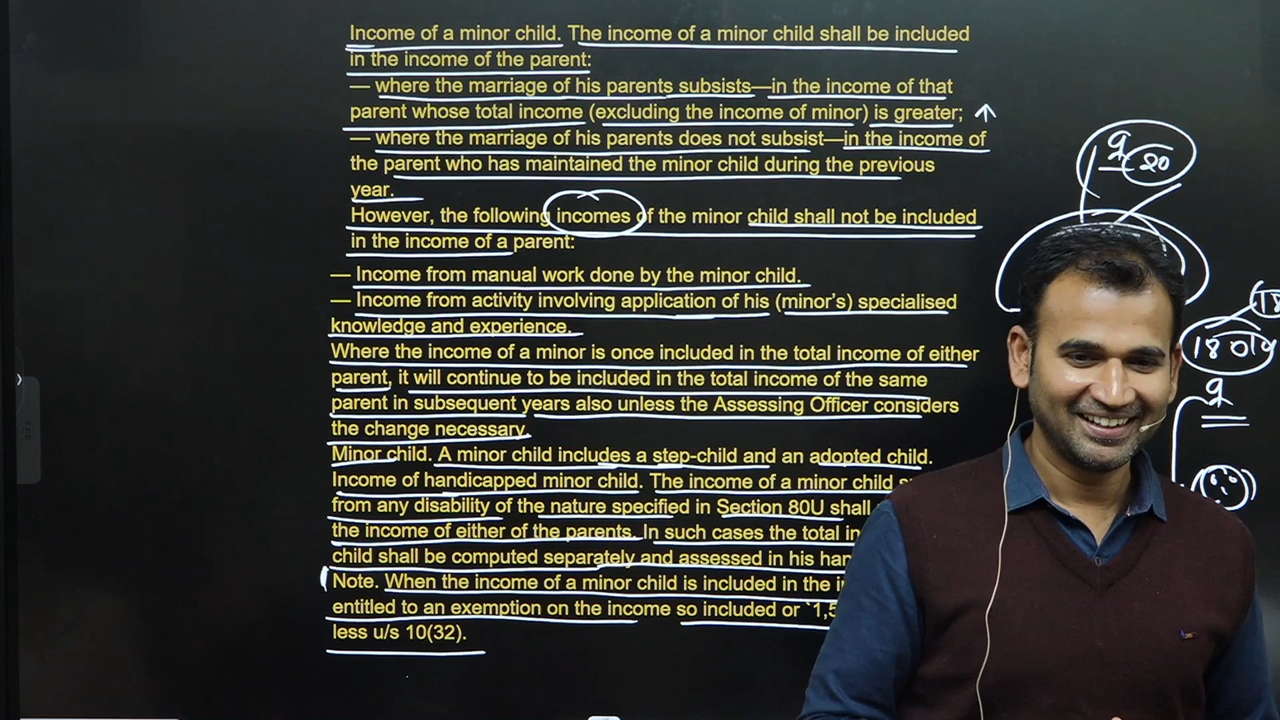 Income of a minor child. The income of a minor child shall be included
in the income of the parent:
— where the marriage of his parents subsists—in the income of that
parent whose total income (excluding the income of minor) is greater;
— where the marriage of his parents does not subsist—in the income of
the parent who has maintained the minor child during the previous
year.
However, the following incomes of the minor child shall not be included
in the income of a parent:
— Income from manual work done by the minor child.
— Income from activity involving application of his (minor's) specialised
knowledge and experience.
Where the income of a minor is once included in the total income of either
parent, it will continue to be included in the total income of the same
parent in subsequent years also unless the Assessing Officer considers
the change necessary.
Minor child. A minor child includes a step-child and an adopted child.
Income of handicapped minor child. The income of a minor child
from any disability of the nature specified in Section 80U shall
the income of either of the parents. In such cases the total
child shall be computed separately and assessed in his
Note. When the income of a minor child is included in the
entitled to an exemption on the income so included or `1,5
less u/s 10(32).
20
18